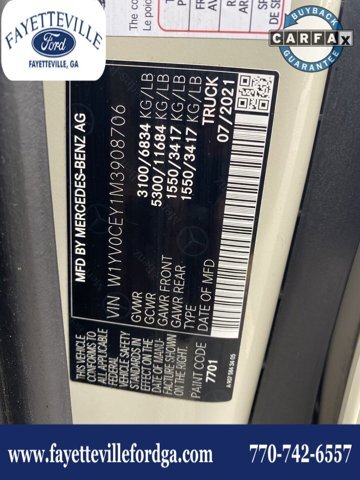 FAYETTEVILLE
Ford
FAYETTEVILLE, GA
BUYBACK
CARFAX
GUARANTEE
MFD BY MERCEDES-BENZ AG
VIN W1YV0CEY1M3908706
GVWR 3100/6834 KG/LB
GCWR 5300/11684 KG/LB
GAWR FRONT 1550/3417 KG/LB
GAWR REAR 1550/3417 KG/LB
TYPE TRUCK
DATE OF MFD 07/2021
THIS VEHICLE
CONFORMS TO ALL
APPLICABLE
FEDERAL
VEHICLE SAFETY
STANDARDS IN
EFFECT ON THE
DATE OF MANU-
FACTURE SHOWN
ON THE RIGHT.
PAINT CODE
7701
www.fayettevillefordga.com
770-742-6557